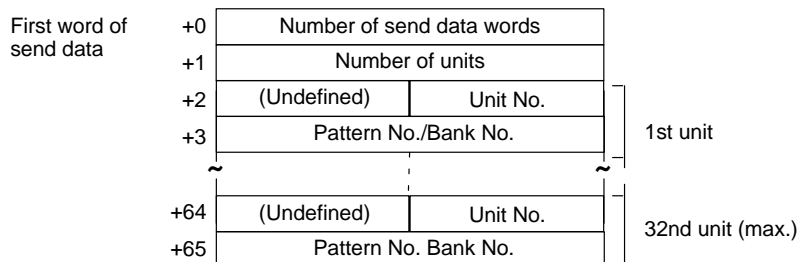 First word of
send data
+0 Number of send data words
+1 Number of units
+2 (Undefined) Unit No.
+3 Pattern No./Bank No.
1st unit
~ ~
+64 (Undefined) Unit No.
+65 Pattern No. Bank No.
32nd unit (max.)